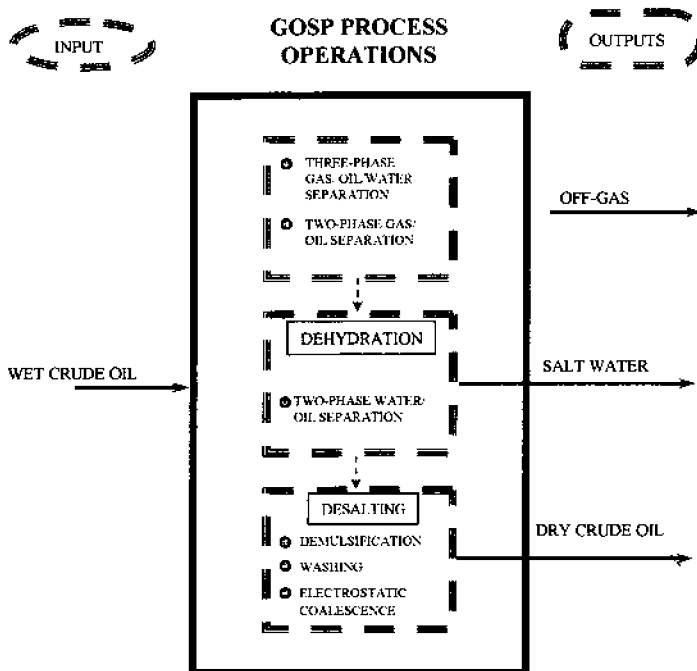 INPUT
GOSP PROCESS
OPERATIONS
OUTPUTS
THREE-PHASE
GAS, OIL/WATER
SEPARATION
TWO-PHASE GAS/
OIL SEPARATION
OFF-GAS
DEHYDRATION
WET CRUDE OIL
SALT WATER
TWO-PHASE WATER/
OIL SEPARATION
DESALTING
DEMULSIFICATION
WASHING
ELECTROSTATIC
COALESCENCE
DRY CRUDE OIL